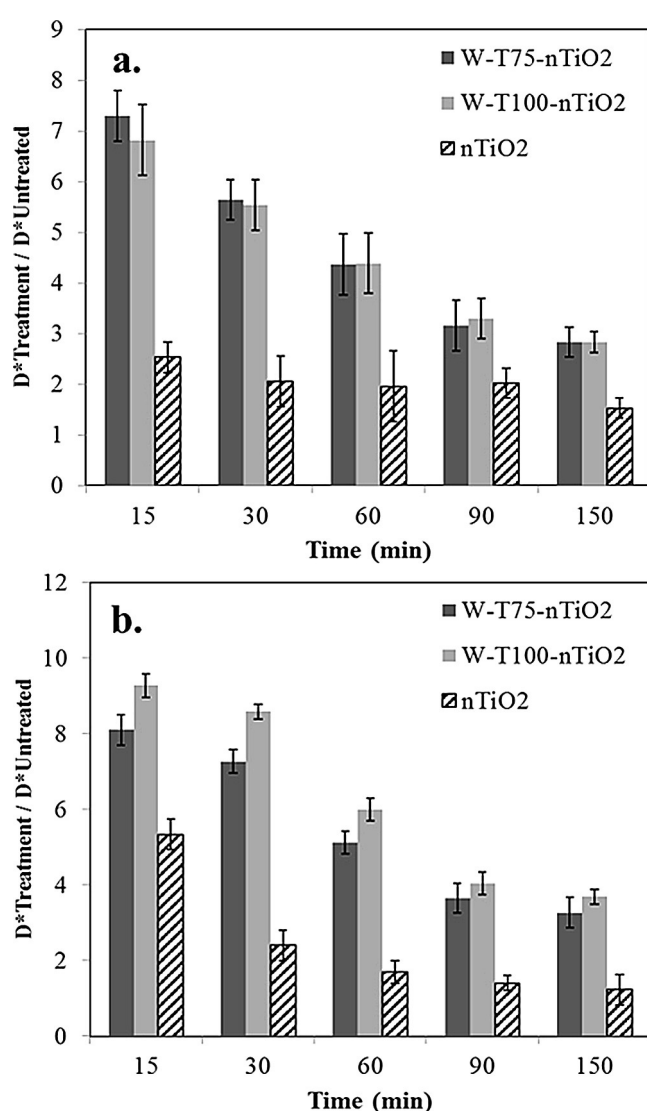 a.
W-T75-nTiO2
W-T100-nTiO2
nTiO2
D*Treatment / D*Untreated
9
8
7
6
5
4
3
2
1
0
15 30 60 90 150
Time (min)
b.
W-T75-nTiO2
W-T100-nTiO2
nTiO2
D*Treatment / D*Untreated
12
10
8
6
4
2
0
15 30 60 90 150
Time (min)